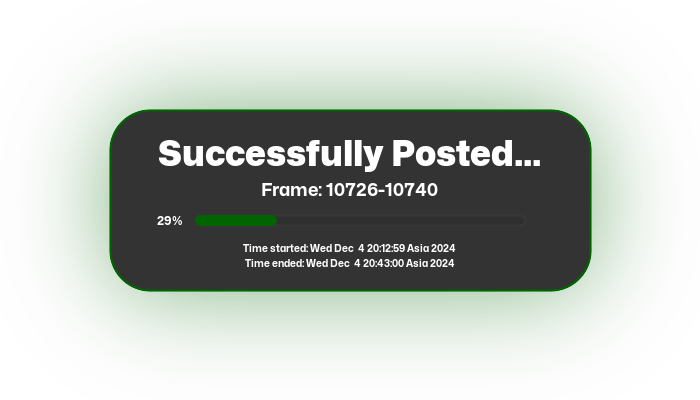 Successfully Posted...
Frame: 10726-10740
29%
Time started: Wed Dec  4 20:12:59 Asia 2024
Time ended: Wed Dec  4 20:43:00 Asia 2024